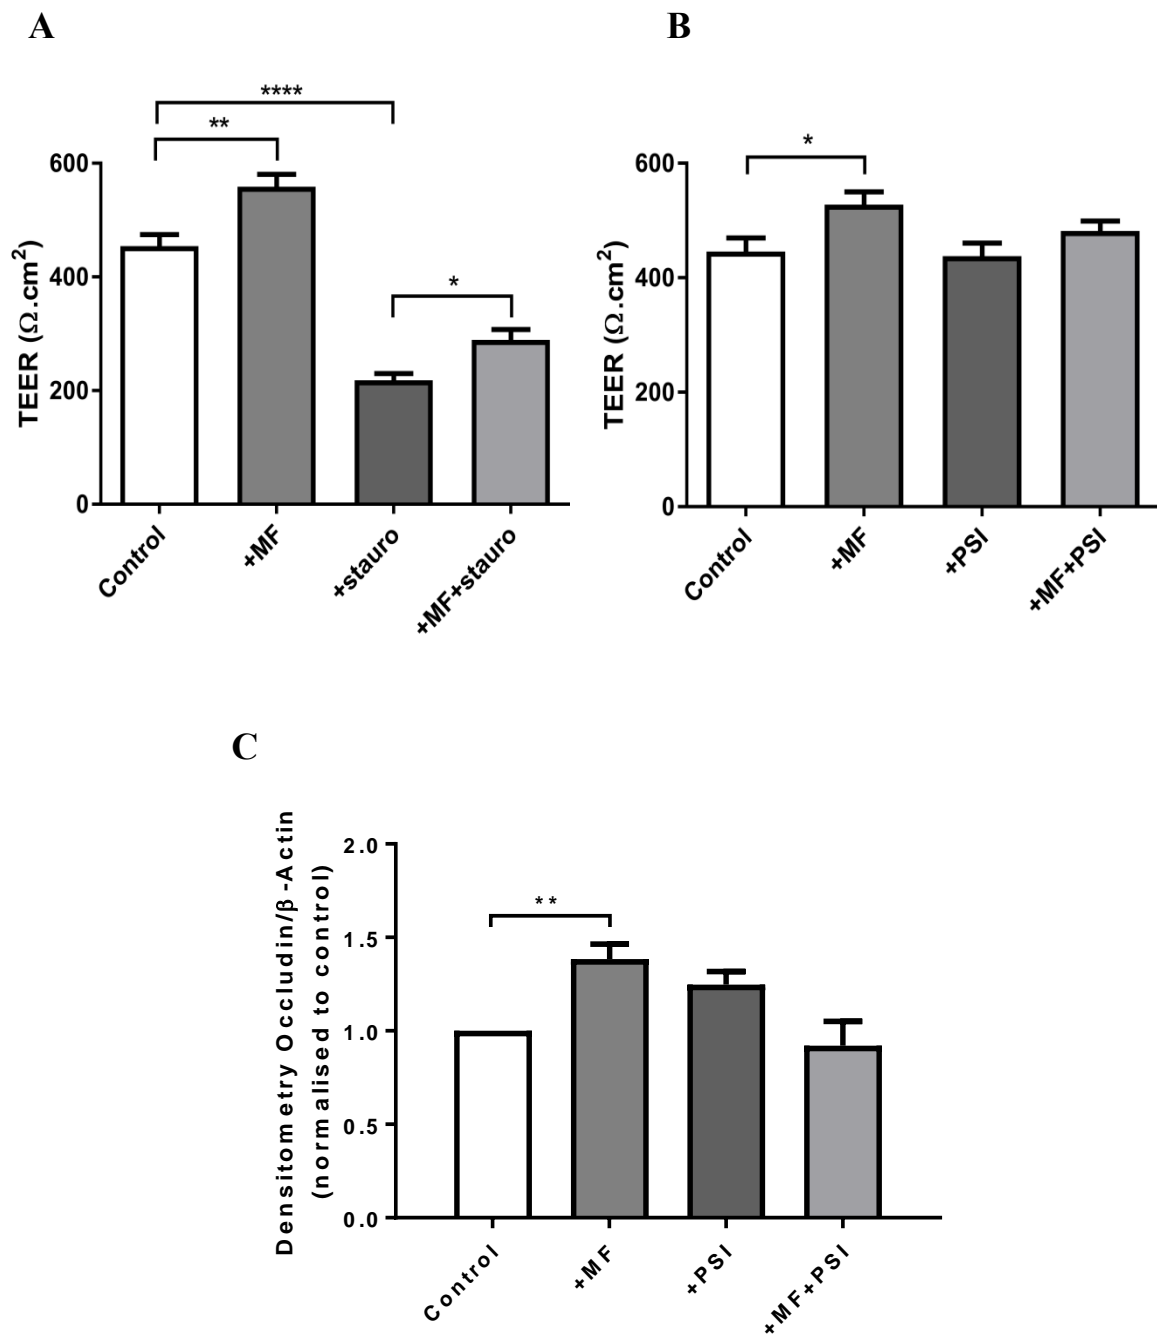 A
****
**
*
600
400
200
0
TEER (Ω.cm²)
Control
+MF
+stauro
+MF+stauro
B
*
600
400
200
0
TEER (Ω.cm²)
Control
+MF
+PSI
+MF+PSI
C
**
2.0
1.5
1.0
0.5
0.0
Densitometry Occludin/β-Actin
(normalised to control)
Control
+MF
+PSI
+MF+PSI